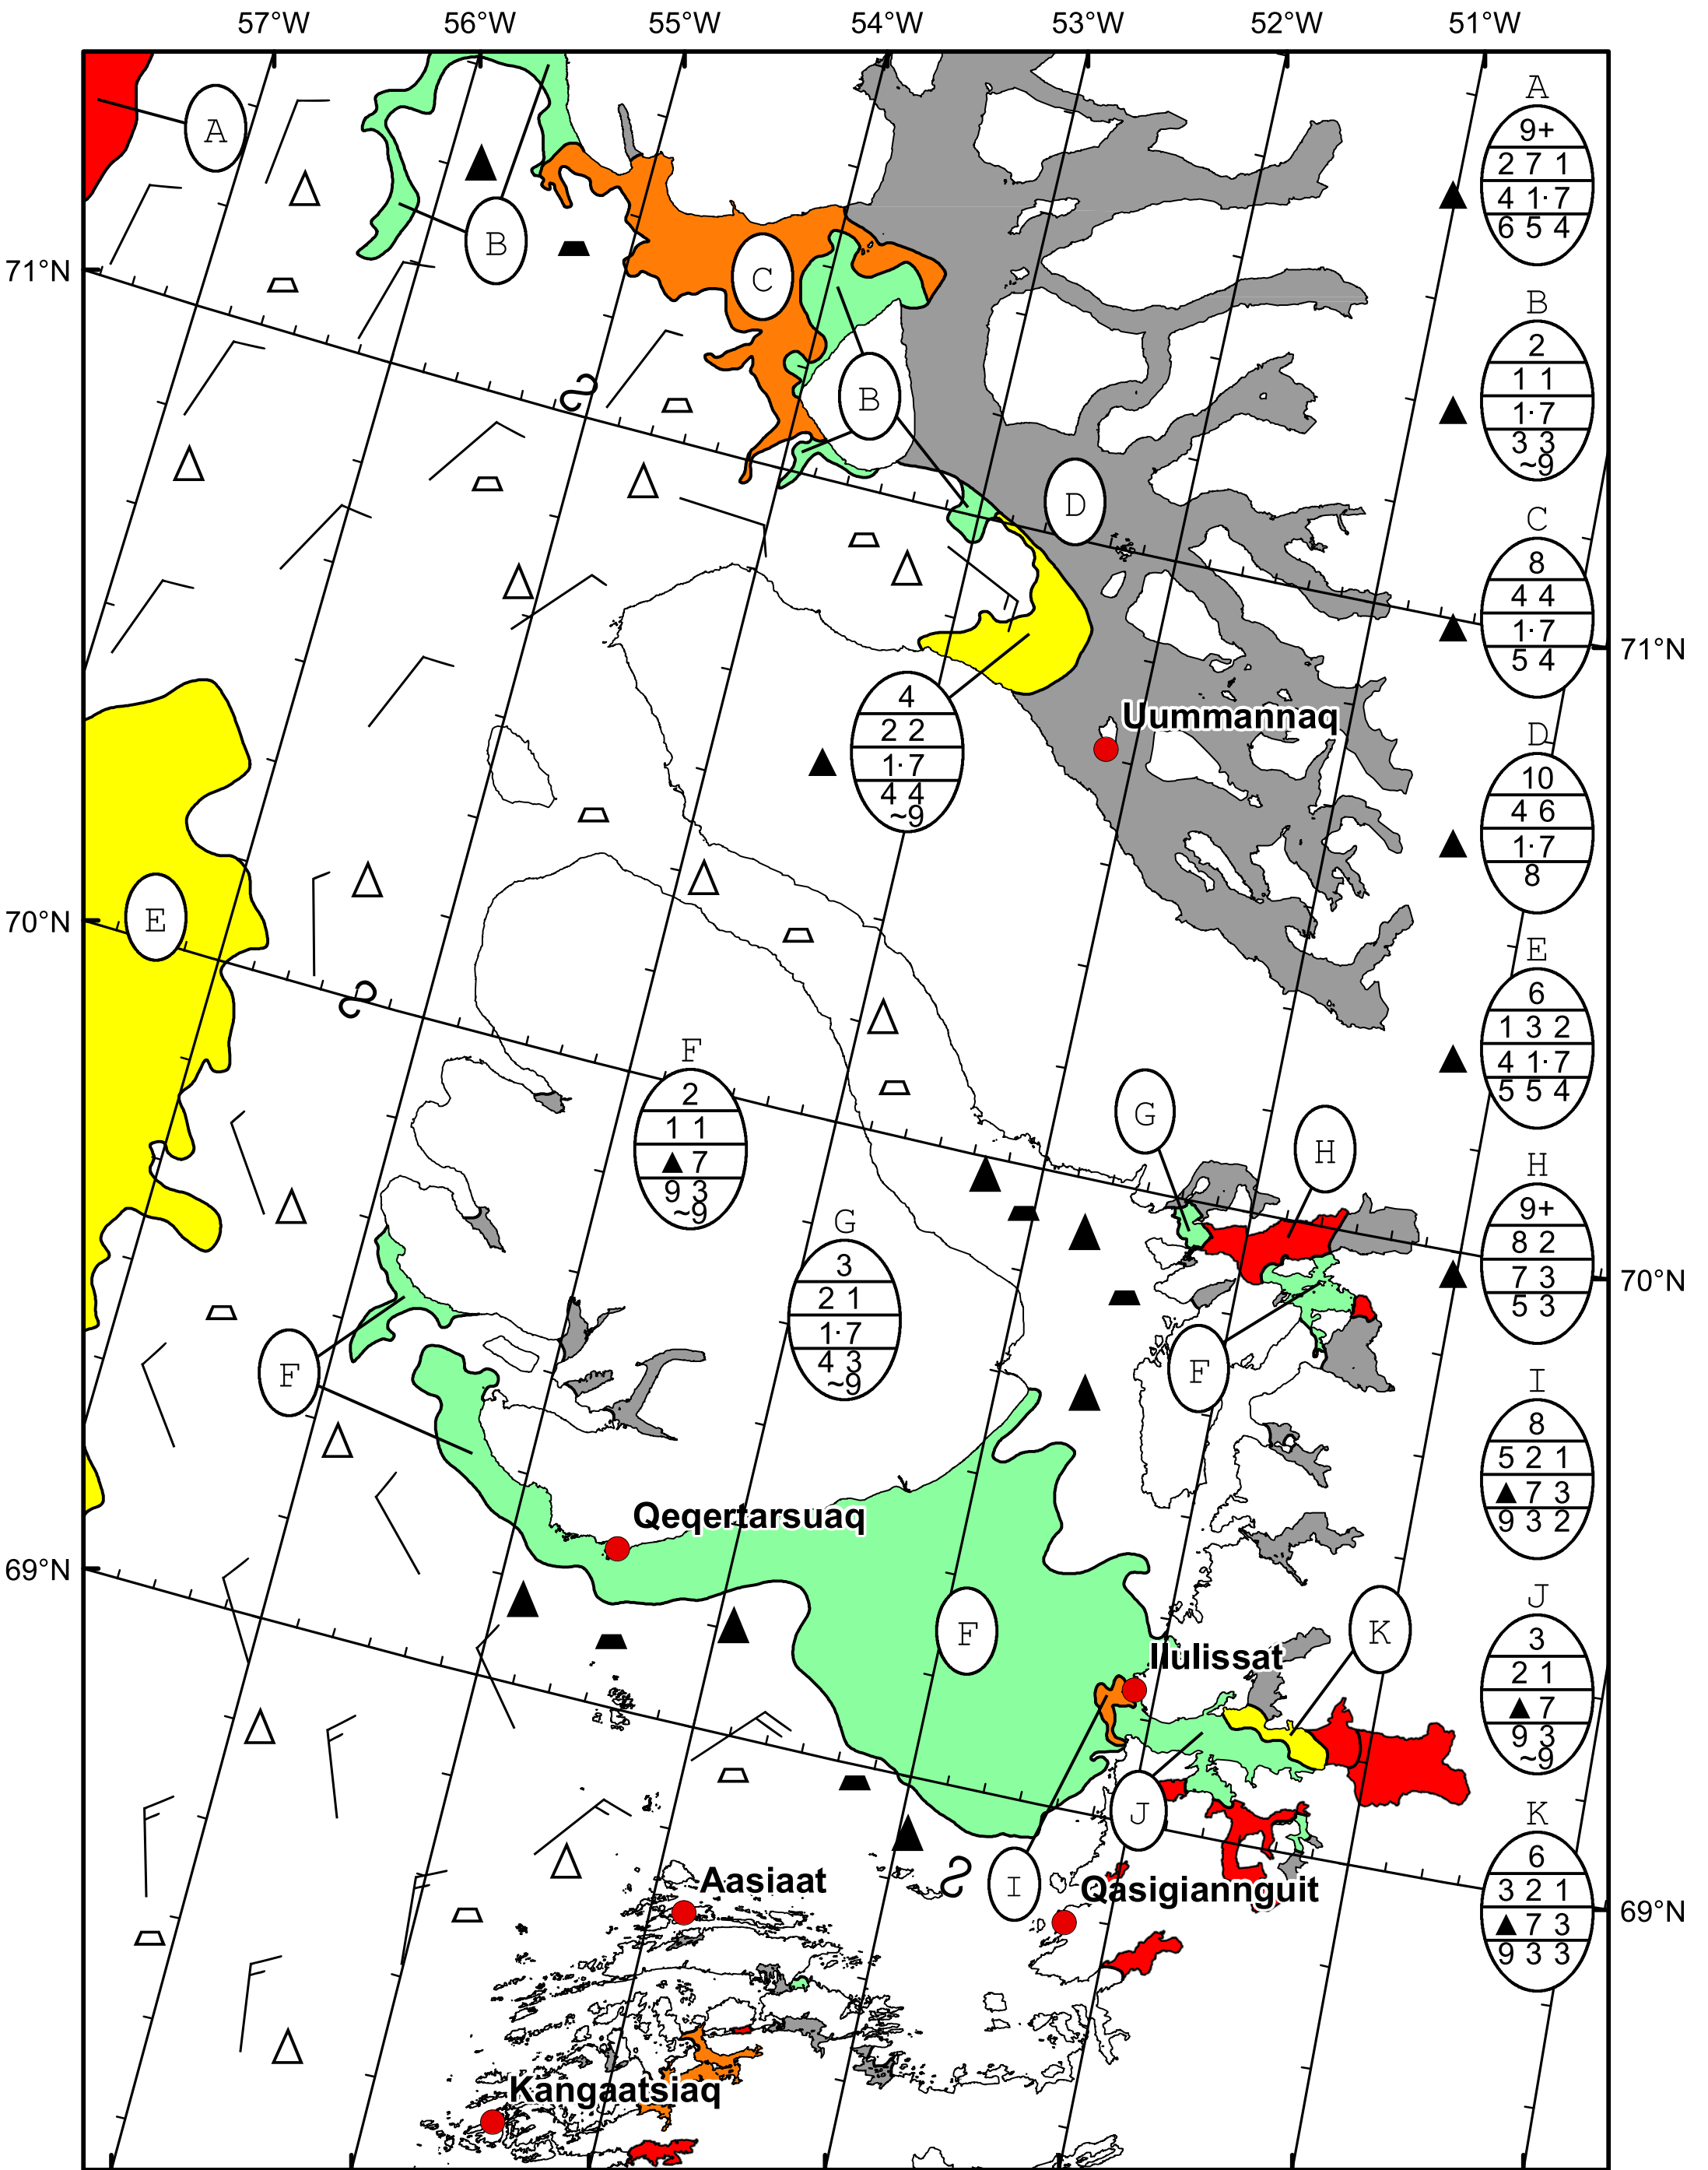 57°W 56°W 55°W 54°W 53°W 52°W 51°W
A
9+
2 7 1
4 1·7
6 5 4
A
B
71°N
C
B
2
1 1
1·7
3 3
~9
B
D
C
8
4 4
1·7
5 4
71°N
4
2 2
1·7
4 4
~9
Uummannaq
D
10
4 6
1·7
8
E
70°N
E
6
1 3 2
4 1·7
5 5 4
F
2
1 1
▲ 7
9 3
~9
G
H
H
9+
8 2
7 3
5 3
70°N
G
3
2 1
1·7
4 3
~9
F
F
I
8
5 2 1
▲ 7 3
9 3 2
Qeqertarsuaq
69°N
F
K
Ilulissat
J
3
2 1
▲ 7
9 3
~9
J
I
K
6
3 2 1
▲ 7 3
9 3 3
69°N
Aasiaat
Qasigiannguit
Kangaatsiaq